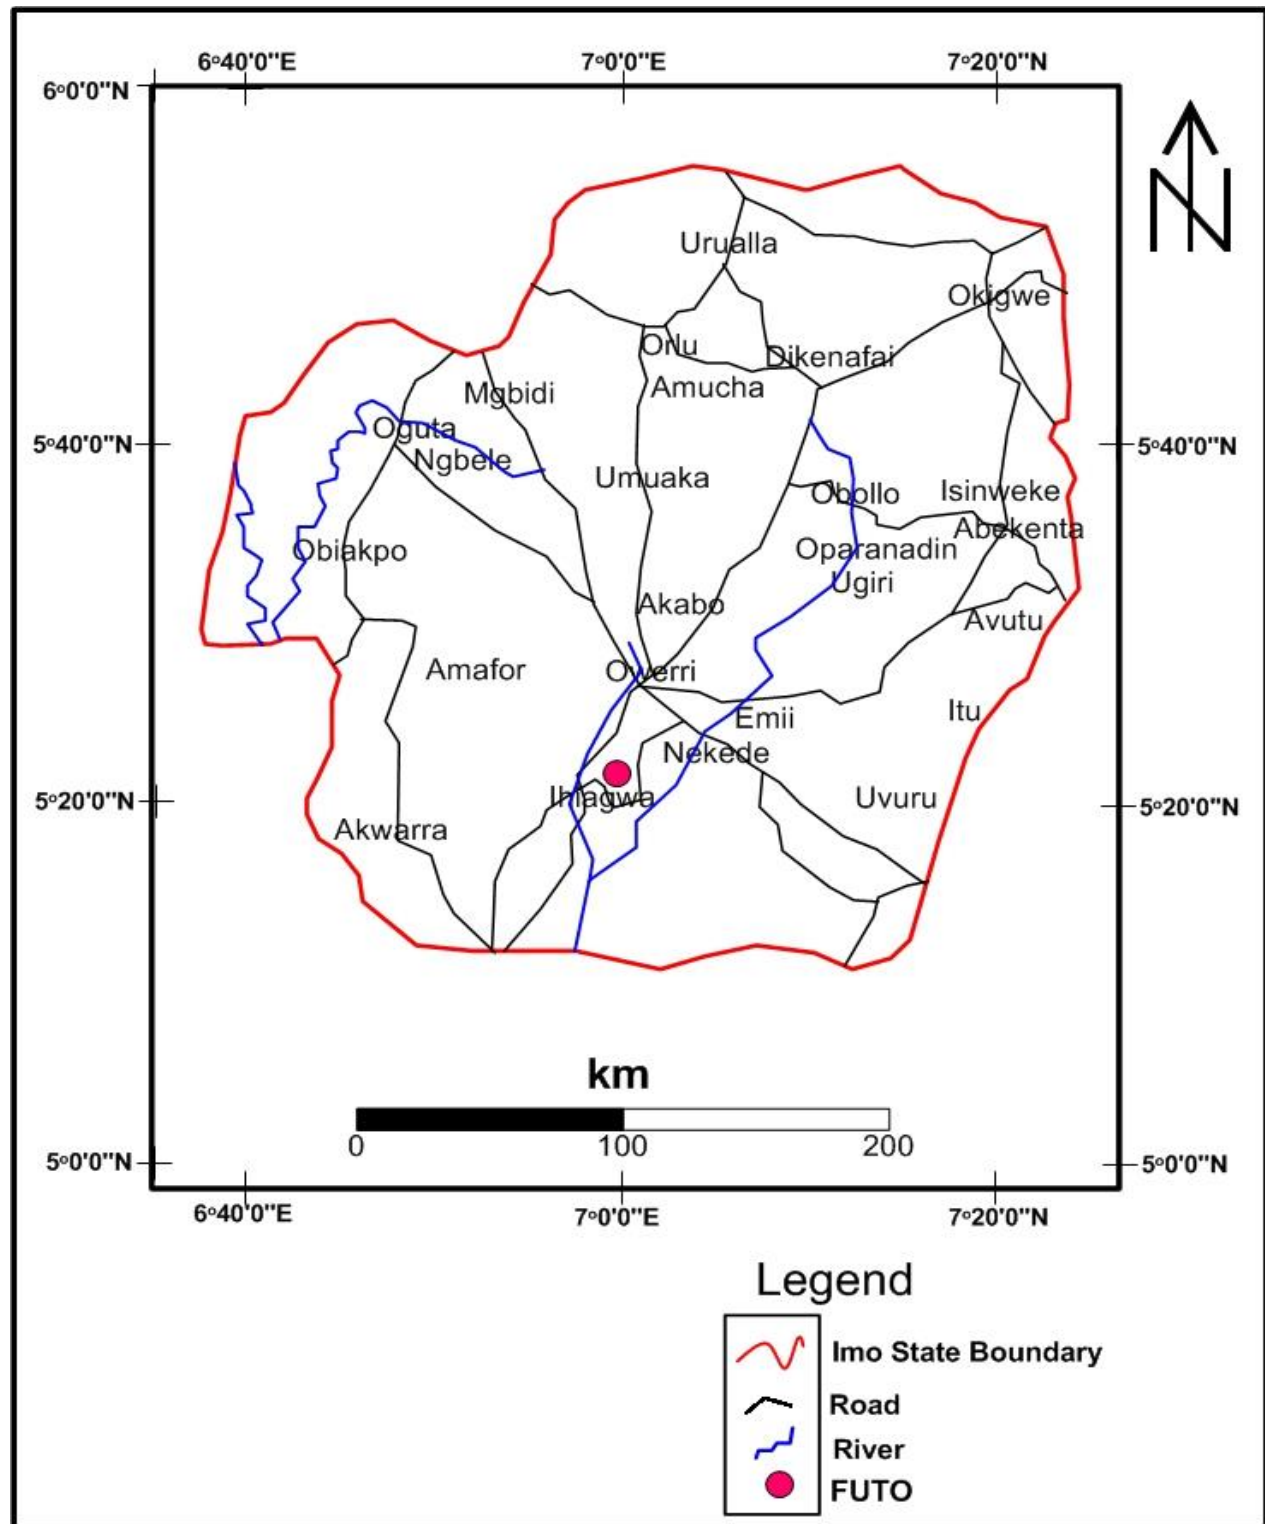 6°40'0"E 7°0'0"E 7°20'0"N
6°0'0"N
N
Urualla
Okigwe
Orlu
Dikenafai
Mgbidi
Amucha
Oguta
5°40'0"N 5°40'0"N
Ngbele
Umuaka
Obollo
Isinweke
Abekenta
Obiakpo
Oparanadin
Ugiri
Akabo
Avutu
Amafor
Owerri
Itu
Emii
Nekede
Ihiagwa
Uvuru
5°20'0"N 5°20'0"N
Akwarra
km
0 100 200
5°0'0"N 5°0'0"N
6°40'0"E 7°0'0"E 7°20'0"N
Legend
Imo State Boundary
Road
River
FUTO